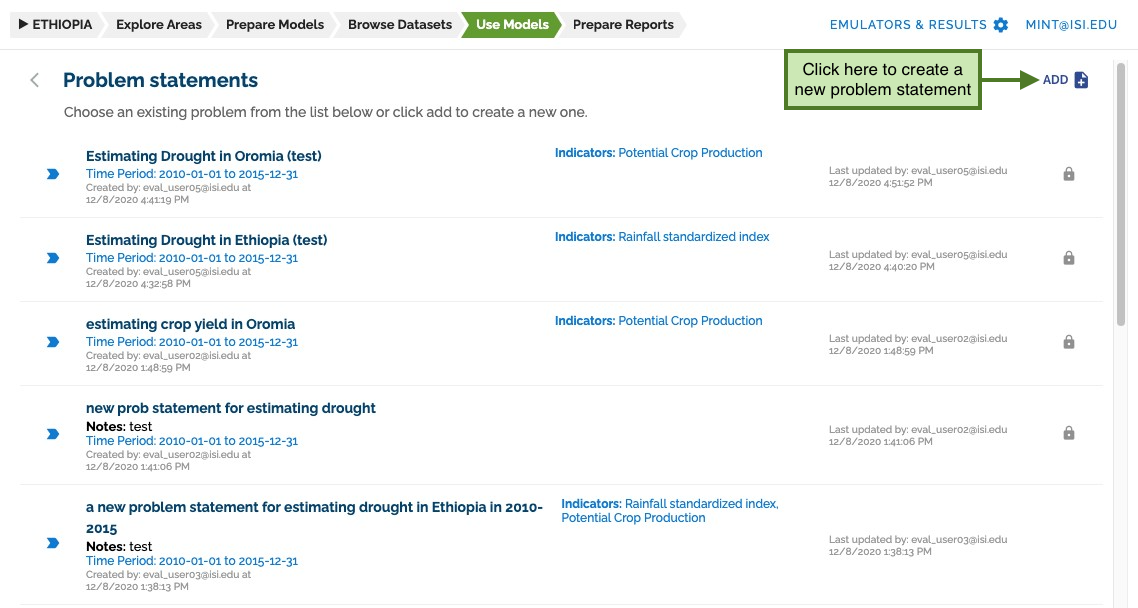 ETHIOPIA Explore Areas Prepare Models Browse Datasets Use Models Prepare Reports EMULATORS & RESULTS MINT@ISI.EDU
Problem statements
Click here to create a
new problem statement
ADD
Choose an existing problem from the list below or click add to create a new one.
Estimating Drought in Oromia (test)
Time Period: 2010-01-01 to 2015-12-31
Created by: eval_user05@isi.edu at
12/8/2020 4:41:19 PM
Indicators: Potential Crop Production
Last updated by: eval_user05@isi.edu
12/8/2020 4:51:52 PM
Estimating Drought in Ethiopia (test)
Time Period: 2010-01-01 to 2015-12-31
Created by: eval_user05@isi.edu at
12/8/2020 4:32:58 PM
Indicators: Rainfall standardized index
Last updated by: eval_user05@isi.edu
12/8/2020 4:40:20 PM
estimating crop yield in Oromia
Time Period: 2010-01-01 to 2015-12-31
Created by: eval_user02@isi.edu at
12/8/2020 1:48:59 PM
Indicators: Potential Crop Production
Last updated by: eval_user02@isi.edu
12/8/2020 1:48:59 PM
new prob statement for estimating drought
Notes: test
Time Period: 2010-01-01 to 2015-12-31
Created by: eval_user02@isi.edu at
12/8/2020 1:41:06 PM
Last updated by: eval_user02@isi.edu
12/8/2020 1:41:06 PM
a new problem statement for estimating drought in Ethiopia in 2010-
2015
Notes: test
Time Period: 2010-01-01 to 2015-12-31
Created by: eval_user03@isi.edu at
12/8/2020 1:38:13 PM
Indicators: Rainfall standardized index,
Potential Crop Production
Last updated by: eval_user03@isi.edu
12/8/2020 1:38:13 PM